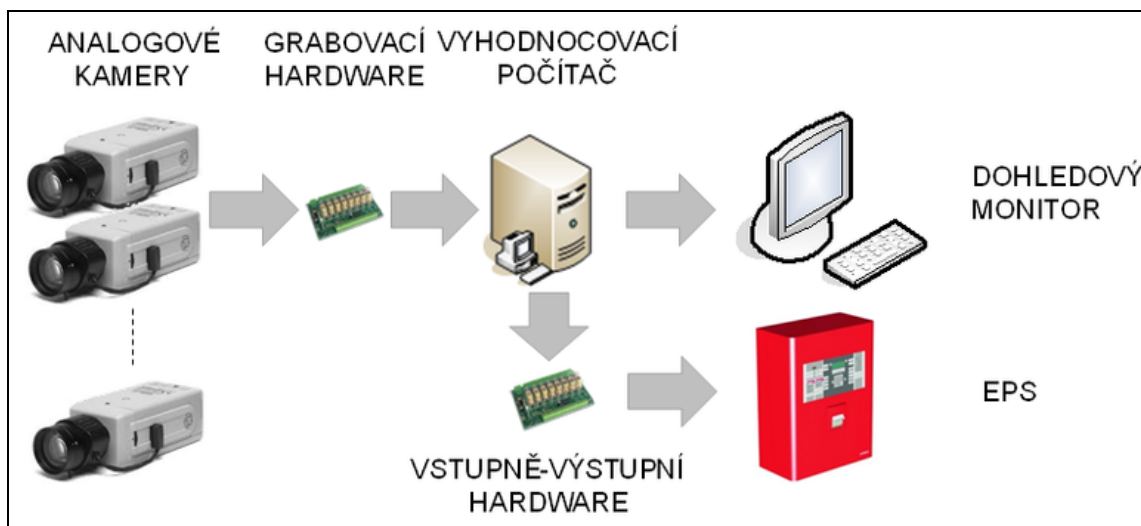 ANALOGOVÉ
KAMERY
GRABOVACÍ
HARDWARE
VYHODNOCOVACÍ
POČÍTAČ
DOHLEDOVÝ
MONITOR
EPS
VSTUPNĚ-VÝSTUPNÍ
HARDWARE